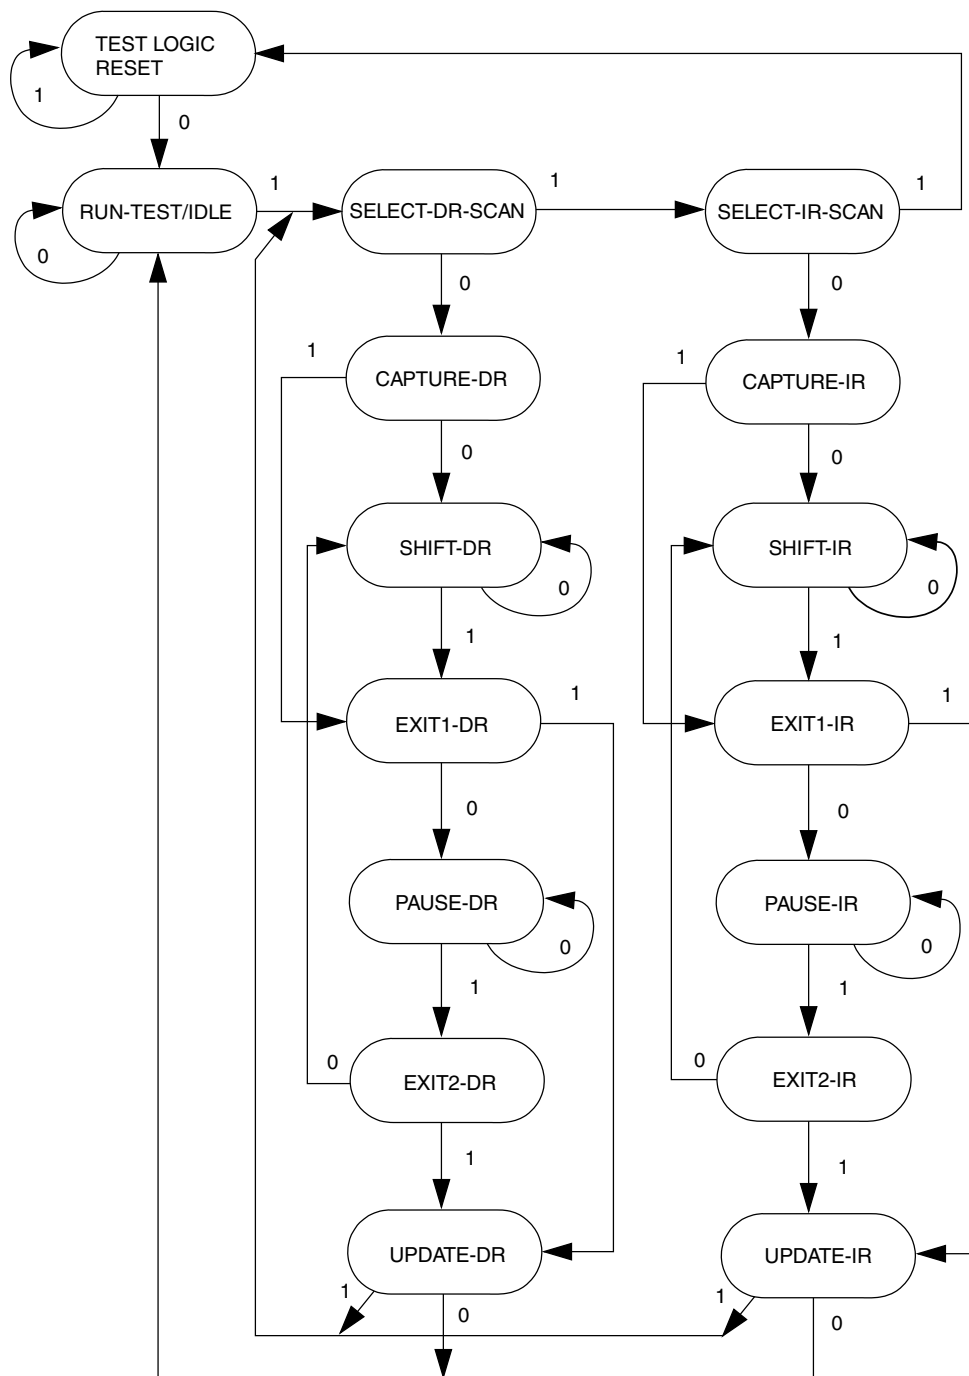 TEST LOGIC
RESET
1
0
RUN-TEST/IDLE
1
0
SELECT-DR-SCAN
1
SELECT-IR-SCAN
1
0
0
1
CAPTURE-DR
1
CAPTURE-IR
0
0
SHIFT-DR
0
SHIFT-IR
0
1
1
EXIT1-DR
1
EXIT1-IR
1
0
0
PAUSE-DR
0
PAUSE-IR
0
1
1
0
EXIT2-DR
0
EXIT2-IR
1
1
UPDATE-DR
UPDATE-IR
1
0
1
0